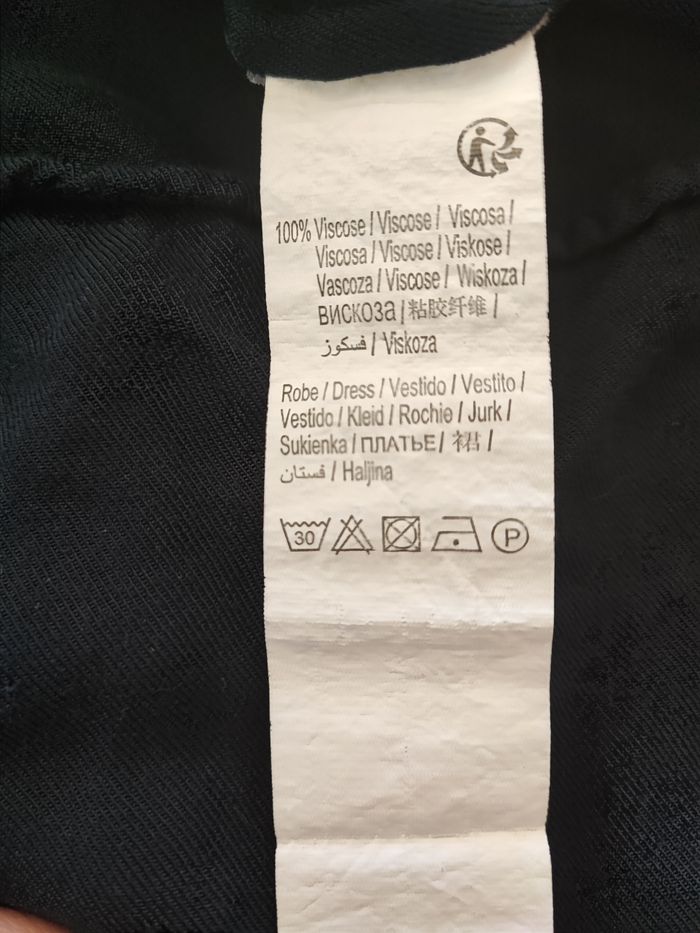 100% Viscose / Viscose / Viscosa /
Viscosa / Viscose / Viskose /
Vascoza / Viscose / Wiskoza /
ВИСКОЗа / 粘胶纤维 /
فسكوز / Viskoza
Robe / Dress / Vestido / Vestito /
Vestido / Kleid / Rochie / Jurk /
Sukienka / ПЛАТЬЕ / 裙 /
فستان / Haljina
30 P